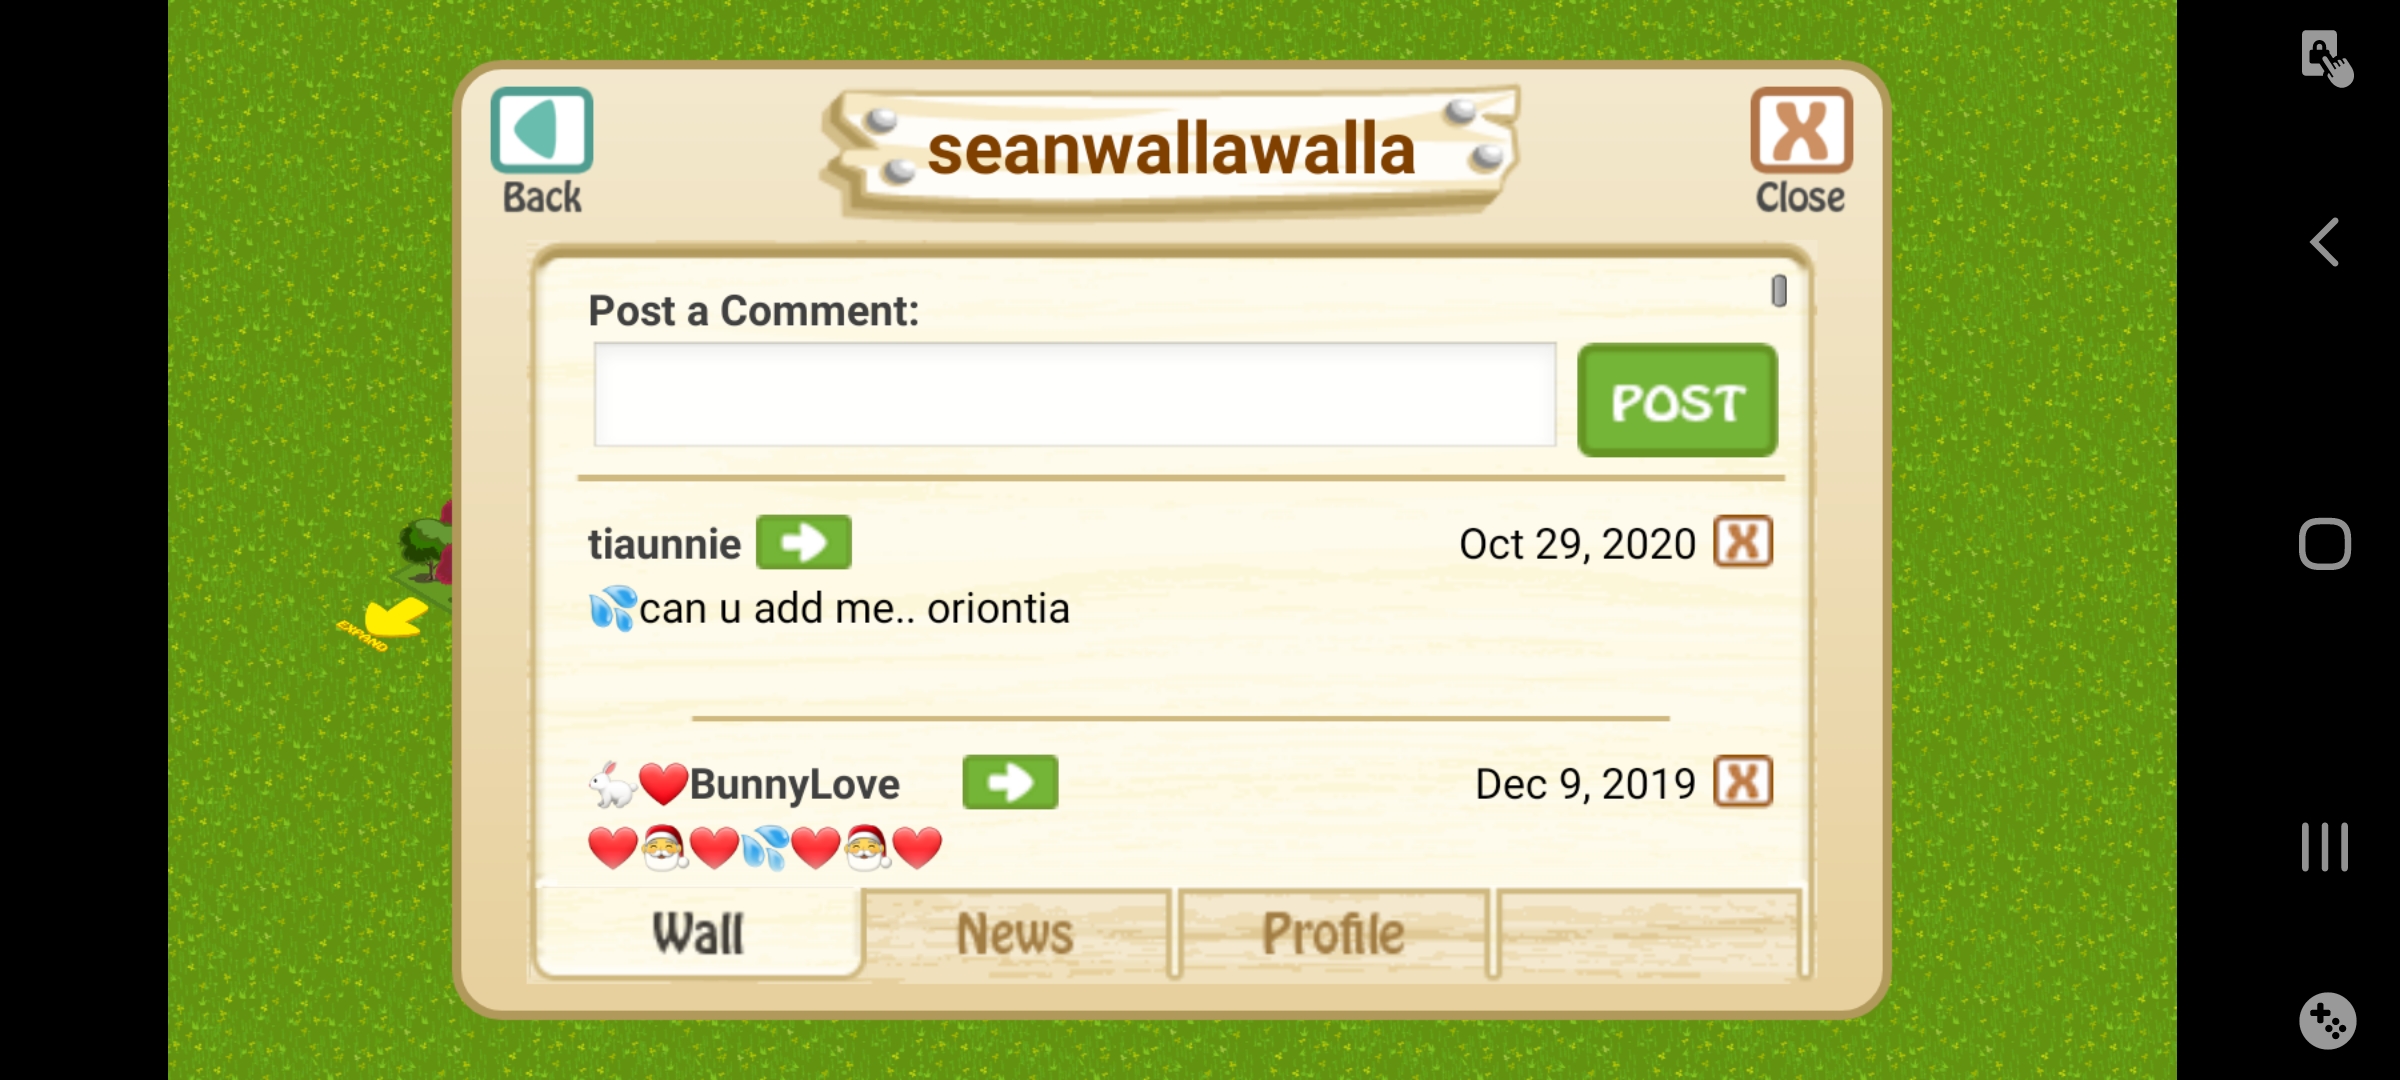 seanwallawalla
Back
Close
Post a Comment:
POST
tiaunnie
Oct 29, 2020
💦can u add me.. oriontia
EXPAND
🐇❤️BunnyLove
Dec 9, 2019
❤️🎅❤️💦❤️🎅❤️
Wall
News
Profile